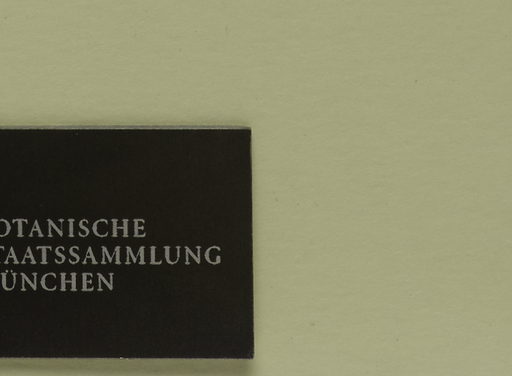 OTANISCHE
TAATSSAMMLUNG
ÜNCHEN